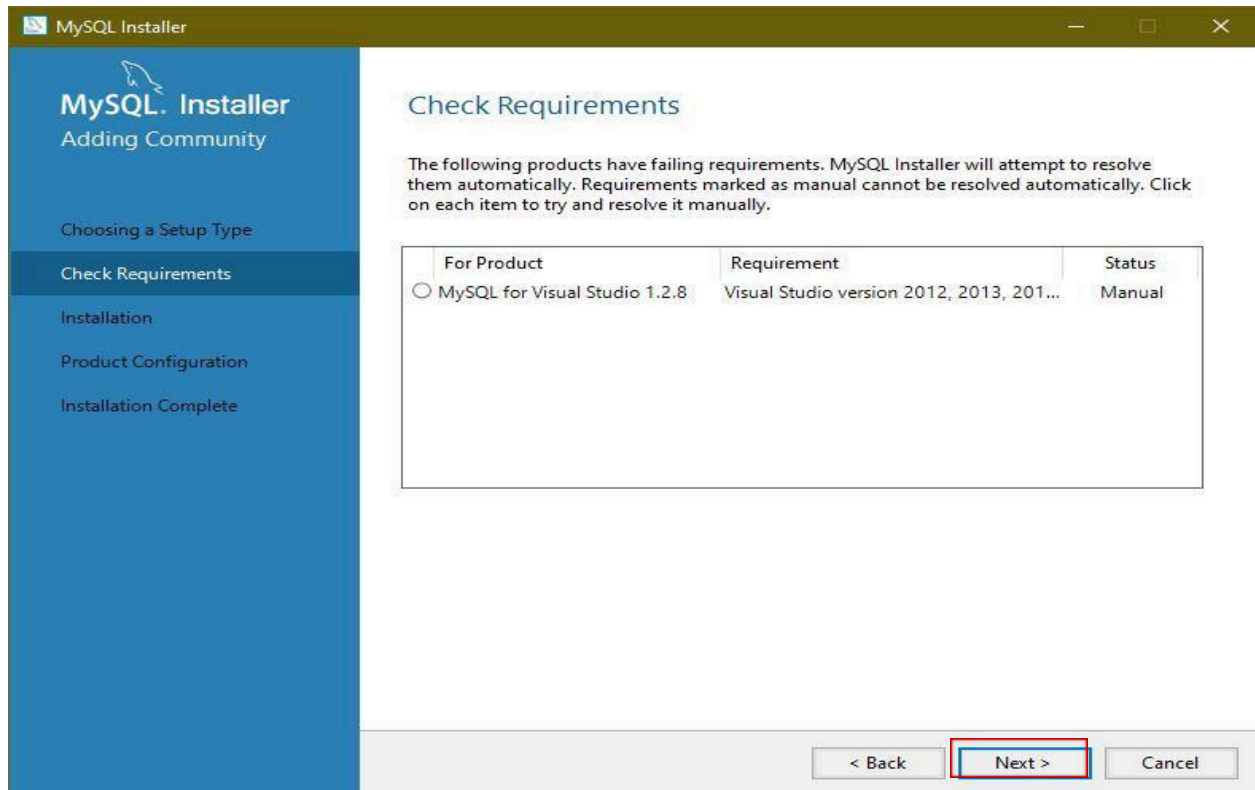 MySQL Installer
MySQL. Installer
Adding Community
Choosing a Setup Type
Check Requirements
Installation
Product Configuration
Installation Complete
Check Requirements
The following products have failing requirements. MySQL Installer will attempt to resolve
them automatically. Requirements marked as manual cannot be resolved automatically. Click
on each item to try and resolve it manually.
For Product Requirement Status
MySQL for Visual Studio 1.2.8 Visual Studio version 2012, 2013, 201... Manual
< Back Next > Cancel